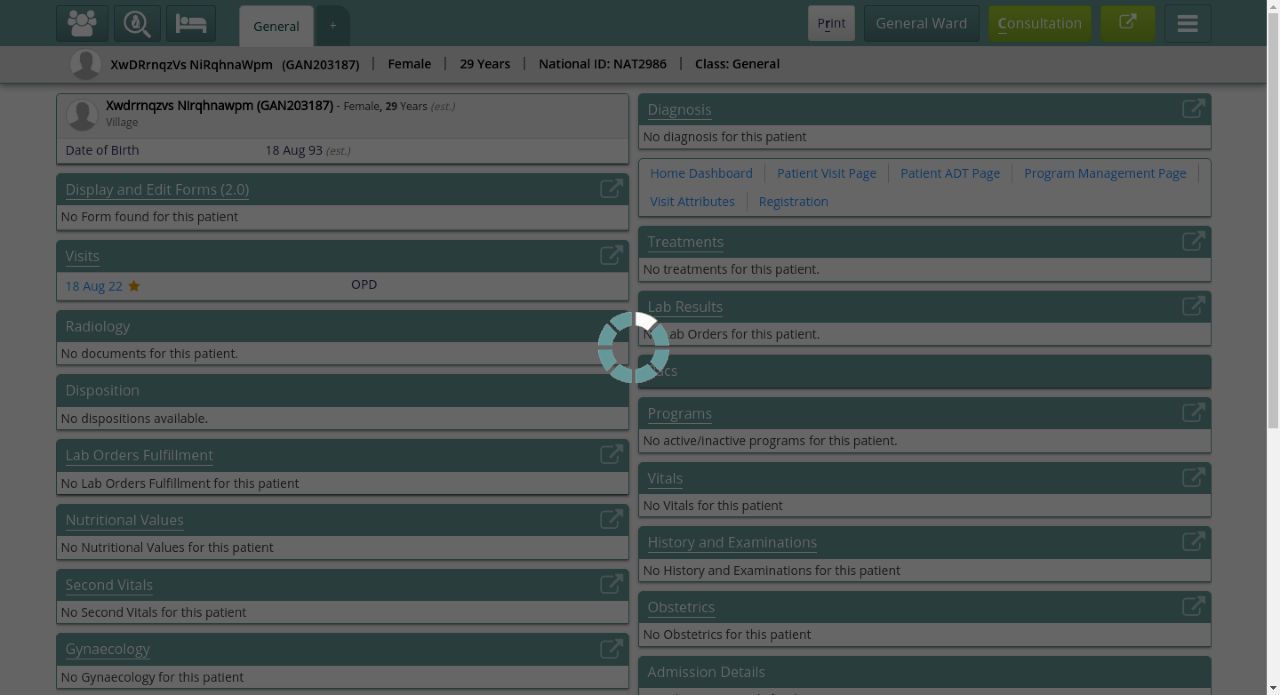 General
+
Print
General Ward
Consultation
XwDRrnqzVs NiRqhnaWpm (GAN203187) | Female | 29 Years | National ID: NAT2986 | Class: General
Xwdrrnqzvs Nirqhnawpm (GAN203187) - Female, 29 Years (est.)
Village
Date of Birth 18 Aug 93 (est.)
Display and Edit Forms (2.0)
No Form found for this patient
Visits
18 Aug 22 OPD
Radiology
No documents for this patient.
Disposition
No dispositions available.
Lab Orders Fulfillment
No Lab Orders Fulfillment for this patient
Nutritional Values
No Nutritional Values for this patient
Second Vitals
No Second Vitals for this patient
Gynaecology
No Gynaecology for this patient
Diagnosis
No diagnosis for this patient
Home Dashboard | Patient Visit Page | Patient ADT Page | Program Management Page
Visit Attributes | Registration
Treatments
No treatments for this patient.
Lab Results
Lab Orders for this patient.
Programs
No active/inactive programs for this patient.
Vitals
No Vitals for this patient
History and Examinations
No History and Examinations for this patient
Obstetrics
No Obstetrics for this patient
Admission Details